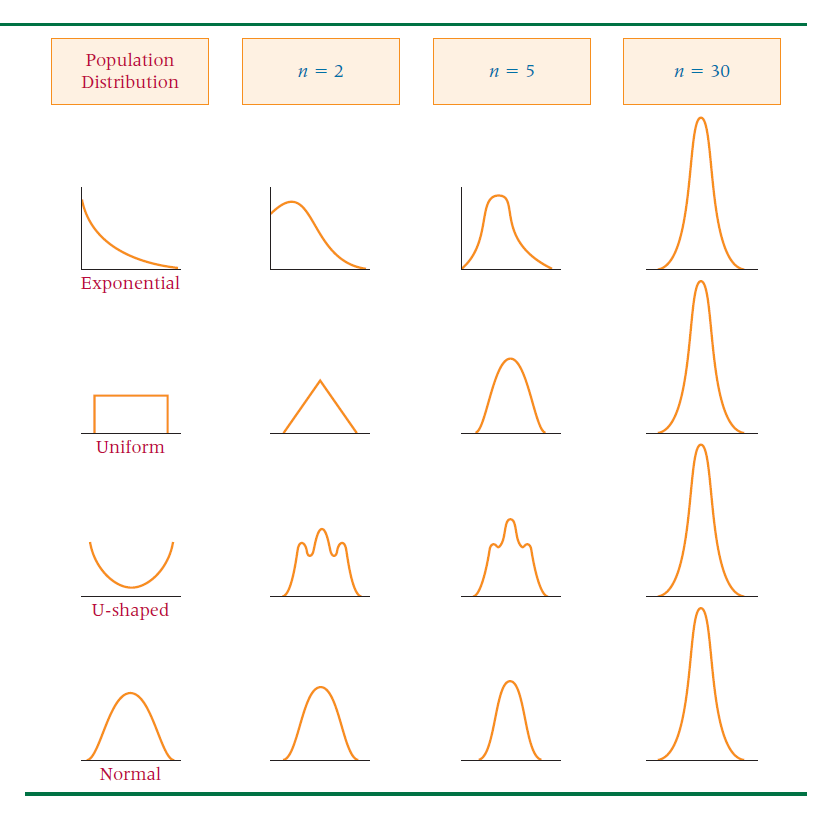 Population
Distribution
n = 2
n = 5
n = 30
Exponential
Uniform
U-shaped
Normal